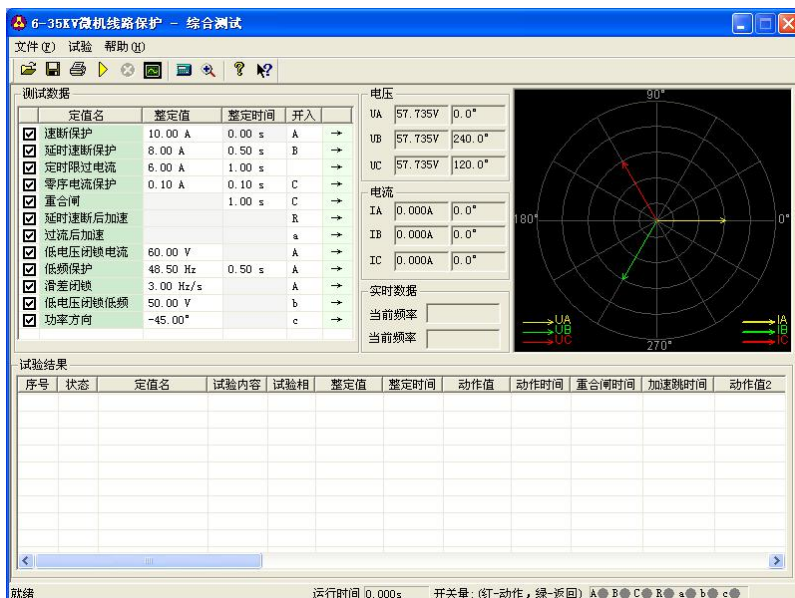 6-35KV微机线路保护 - 综合测试
文件(F) 试验 帮助(H)
测试数据
定值名 整定值 整定时间 开入
速断保护 10.00 A 0.00 s A →
延时速断保护 8.00 A 0.50 s B →
定时限过电流 6.00 A 1.00 s →
零序电流保护 0.10 A 0.10 s C →
重合闸 1.00 s C →
延时速断后加速 R →
过流后加速 a →
低电压闭锁电流 60.00 V A →
低频保护 48.50 Hz 0.50 s A →
滑差闭锁 3.00 Hz/s A →
低电压闭锁低频 50.00 V b →
功率方向 -45.00° c →
电压
UA 57.735V 0.0°
UB 57.735V 240.0°
UC 57.735V 120.0°
电流
IA 0.000A 0.0°
IB 0.000A 0.0°
IC 0.000A 0.0°
实时数据
当前频率
当前频率
90°
180° 0°
270°
UA
UB
UC
IA
IB
IC
试验结果
序号 状态 定值名 试验内容 试验相 整定值 整定时间 动作值 动作时间 重合闸时间 加速跳时间 动作值2
就绪 运行时间 0.000s 开关量:(红-动作，绿-返回) A B C R a b c